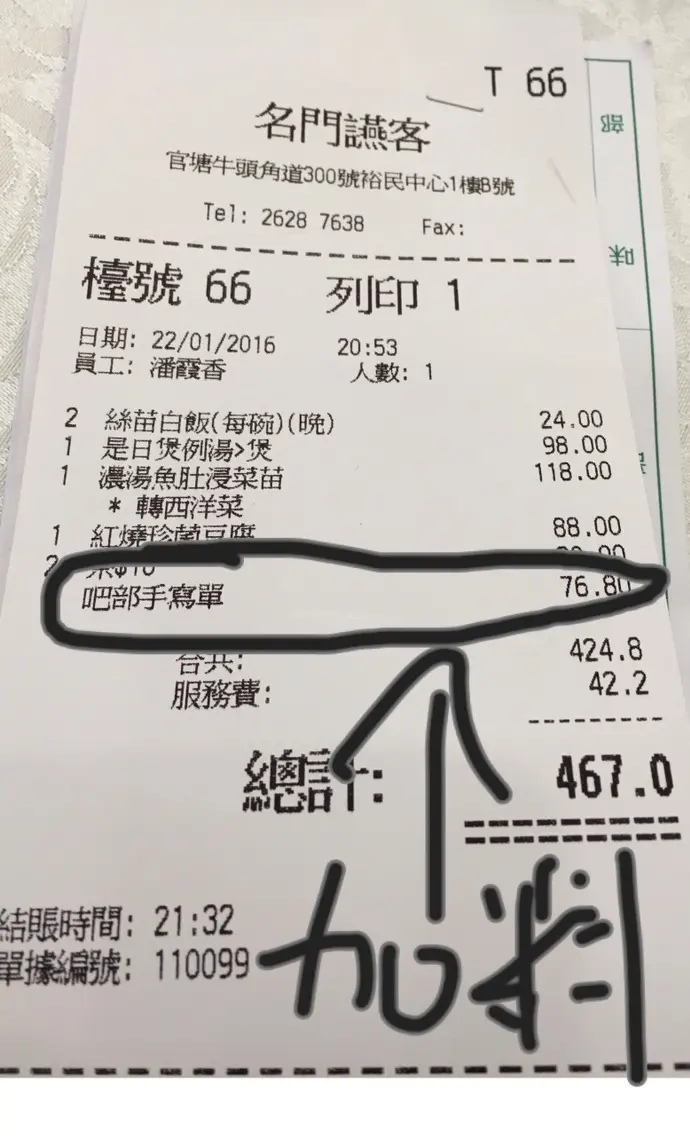 T 66
名門讌客
官塘牛頭角道300號裕民中心1樓B號
Tel: 2628 7638 Fax:
檯號 66 列印 1
日期: 22/01/2016 20:53
員工: 潘霞香 人數: 1
2 絲苗白飯(每碗)(晚) 24.00
1 是日煲例湯>煲 98.00
1 濃湯魚肚浸菜苗 118.00
* 轉西洋菜
1 紅燒珍菌豆腐 88.00
2
吧部手寫單 76.80
合共: 424.8
服務費: 42.2
總計: 467.0
加料
結賬時間: 21:32
單據編號: 110099
部
味